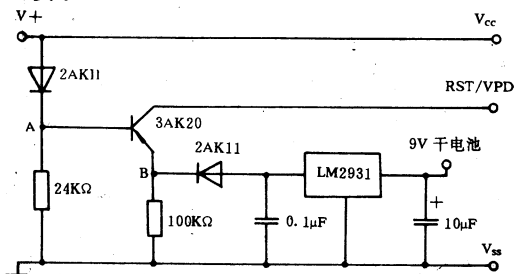 V+
Vcc
2AK11
RST/VPD
A
3AK20
2AK11
9V 干电池
B
LM2931
24KΩ
100KΩ
0.1μF
+
10μF
Vss